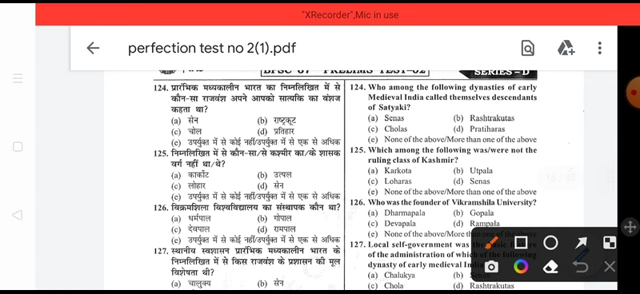 "XRecorder",Mic in use
perfection test no 2(1).pdf
SERIES – D
124. प्रारंभिक मध्यकालीन भारत का निम्नलिखित में से
कौन-सा राजवंश अपने आपको सात्यकि का वंशज
कहता था?
(a) सेन (b) राष्ट्रकूट
(c) चोल (d) प्रतिहार
(e) उपर्युक्त में से कोई नहीं/उपर्युक्त में से एक से अधिक
125. निम्नलिखित में से कौन-सा/से कश्मीर का/के शासक
वर्ग नहीं था/थे?
(a) कार्कोट (b) उत्पल
(c) लोहार (d) सेन
(e) उपर्युक्त में से कोई नहीं/उपर्युक्त में से एक से अधिक
126. विक्रमशिला विश्वविद्यालय का संस्थापक कौन था?
(a) धर्मपाल (b) गोपाल
(c) देवपाल (d) रामपाल
(e) उपर्युक्त में से कोई नहीं/उपर्युक्त में से एक से अधिक
127. स्थानीय स्वशासन प्रारंभिक मध्यकालीन भारत के
निम्नलिखित में से किस राजवंश के प्रशासन की मूल
विशेषता थी?
(a) चालुक्य (b) सेन
124. Who among the following dynasties of early
Medieval India called themselves descendants
of Satyaki?
(a) Senas (b) Rashtrakutas
(c) Cholas (d) Pratiharas
(e) None of the above/More than one of the above
125. Which among the following was/were not the
ruling class of Kashmir?
(a) Karkota (b) Utpala
(c) Loharas (d) Senas
(e) None of the above/More than one of the above
126. Who was the founder of Vikramshila University?
(a) Dharmapala (b) Gopala
(c) Devapala (d) Rampala
(e) None of the above/More than
127. Local self-government was
of the administration of which
dynasty of early medieval
(a) Chalukya (b)
(c) Chola (d) Rashtrakutas